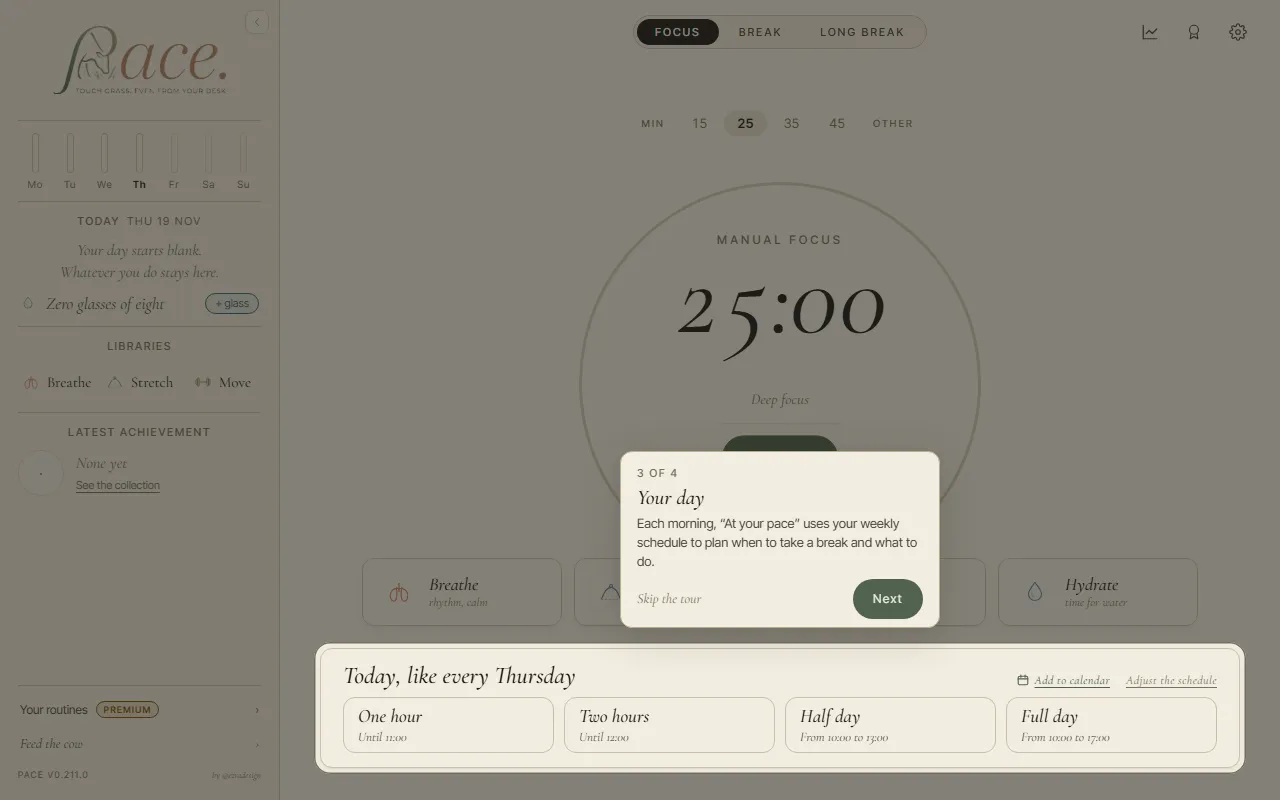 Pace.
TOUCH GRASS. EVEN FROM YOUR DESK.
Mo Tu We Th Fr Sa Su
TODAY THU 19 NOV
Your day starts blank.
Whatever you do stays here.
Zero glasses of eight + glass
LIBRARIES
Breathe Stretch Move
LATEST ACHIEVEMENT
None yet
See the collection
Your routines PREMIUM
Feed the cow
PACE V0.211.0
FOCUS BREAK LONG BREAK
MIN 15 25 35 45 OTHER
MANUAL FOCUS
25:00
Deep focus
3 OF 4
Your day
Each morning, “At your pace” uses your weekly
schedule to plan when to take a break and what to
do.
Skip the tour Next
Breathe
rhythm, calm
Hydrate
time for water
Today, like every Thursday
Add to calendar Adjust the schedule
One hour
Until 11:00
Two hours
Until 12:00
Half day
From 10:00 to 13:00
Full day
From 10:00 to 17:00